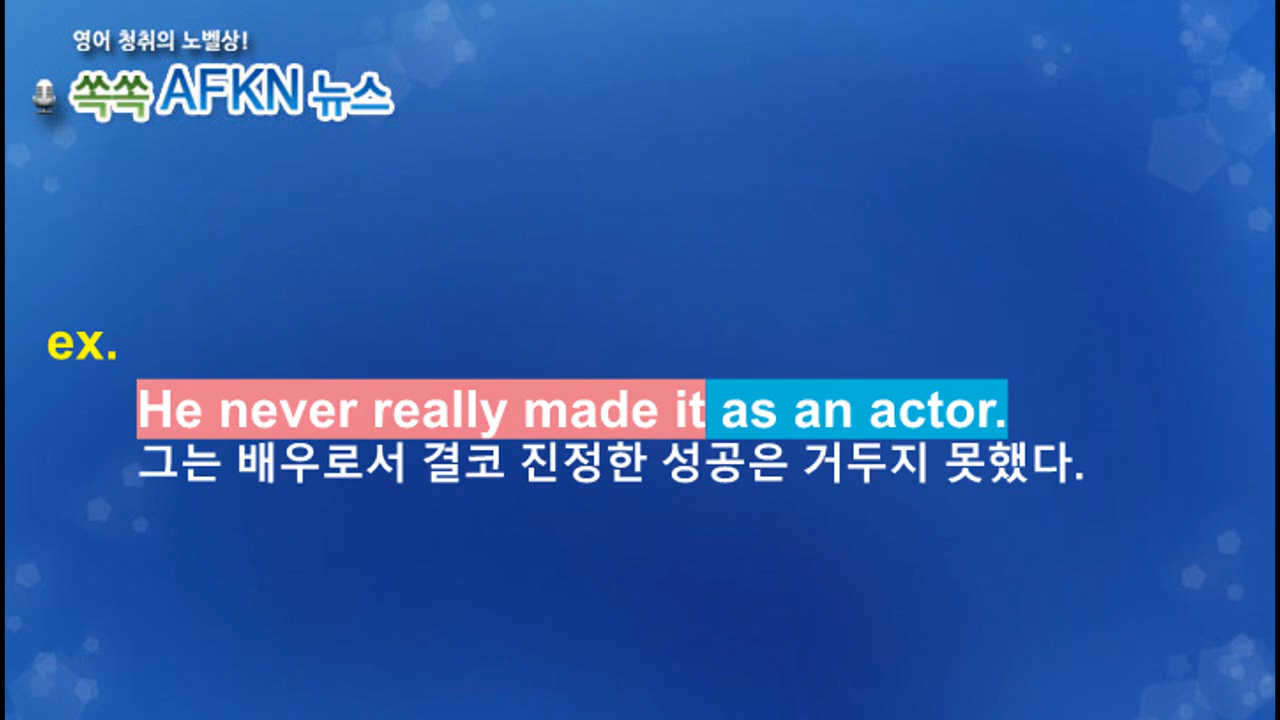 영어 청취의 노벨상!
쏙쏙 AFKN 뉴스
ex.
He never really made it as an actor.
그는 배우로서 결코 진정한 성공은 거두지 못했다.